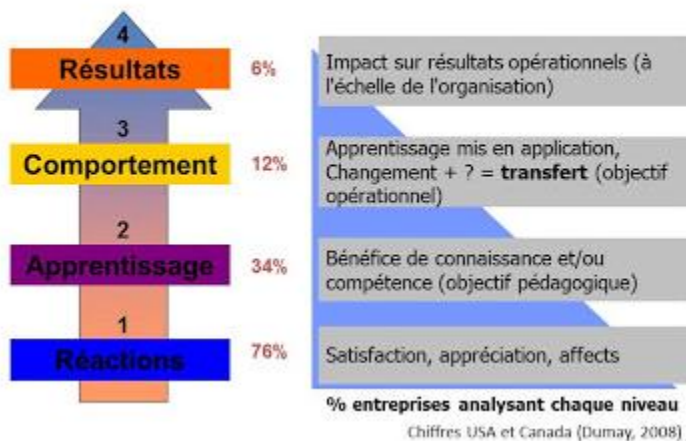 4
Résultats
6%
Impact sur résultats opérationnels (à
l'échelle de l'organisation)
3
Comportement
12%
Apprentissage mis en application,
Changement + ? = transfert (objectif
opérationnel)
2
Apprentissage
34%
Bénéfice de connaissance et/ou
compétence (objectif pédagogique)
1
Réactions
76%
Satisfaction, appréciation, affects
% entreprises analysant chaque niveau
Chiffres USA et Canada (Dumay, 2008)